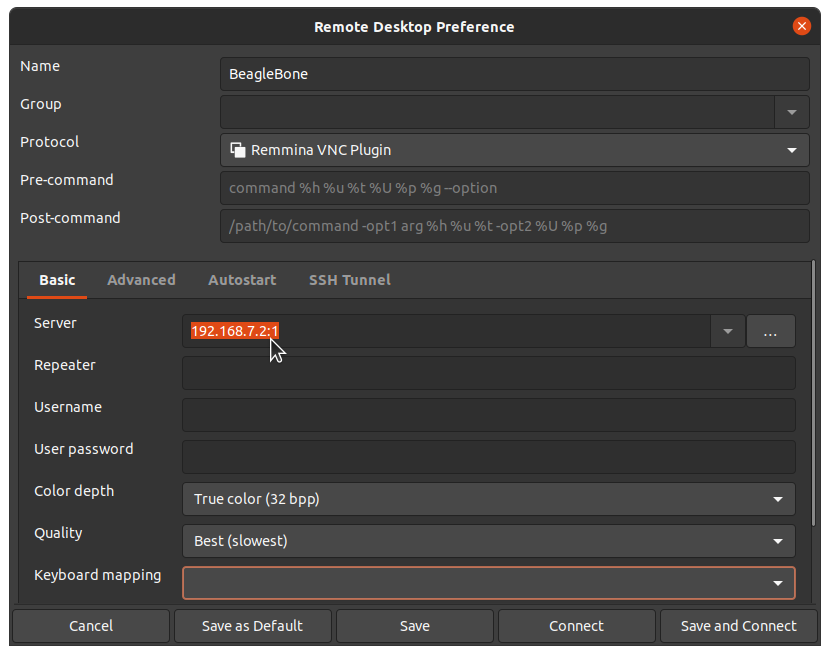 Remote Desktop Preference
Name
BeagleBone
Group
Protocol
Remmina VNC Plugin
Pre-command
command %h %u %t %U %p %g --option
Post-command
/path/to/command -opt1 arg %h %u %t -opt2 %U %p %g
Basic Advanced Autostart SSH Tunnel
Server
192.168.7.2:1
...
Repeater
Username
User password
Color depth
True color (32 bpp)
Quality
Best (slowest)
Keyboard mapping
Cancel Save as Default Save Connect Save and Connect